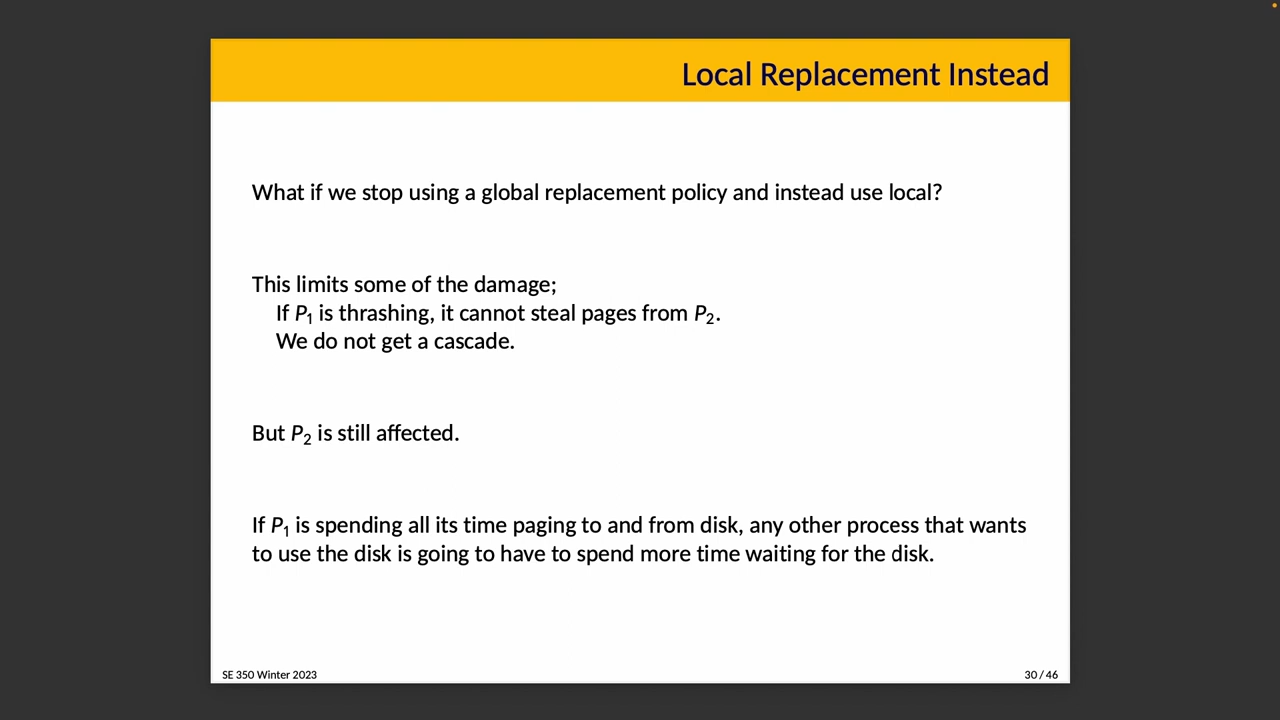 Local Replacement Instead
What if we stop using a global replacement policy and instead use local?
This limits some of the damage;
If P₁ is thrashing, it cannot steal pages from P₂.
We do not get a cascade.
But P₂ is still affected.
If P₁ is spending all its time paging to and from disk, any other process that wants
to use the disk is going to have to spend more time waiting for the disk.
SE 350 Winter 2023
30 / 46